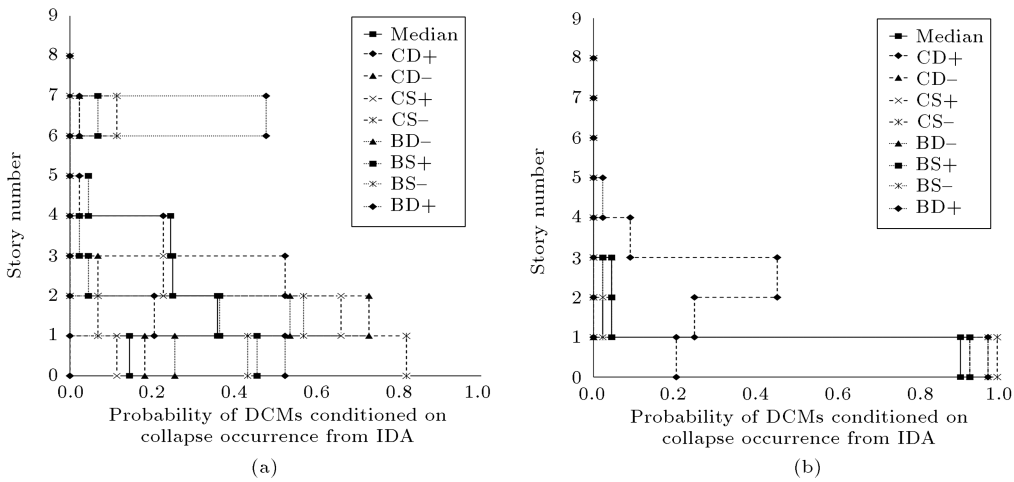 9
8
7
6
5
4
3
2
1
0
Story number
0.0 0.2 0.4 0.6 0.8 1.0
Probability of DCMs conditioned on
collapse occurrence from IDA
Median
CD+
CD–
CS+
CS–
BD–
BS+
BS–
BD+
(a)
9
8
7
6
5
4
3
2
1
0
Story number
0.0 0.2 0.4 0.6 0.8 1.0
Probability of DCMs conditioned on
collapse occurrence from IDA
Median
CD+
CD–
CS+
CS–
BD–
BS+
BS–
BD+
(b)